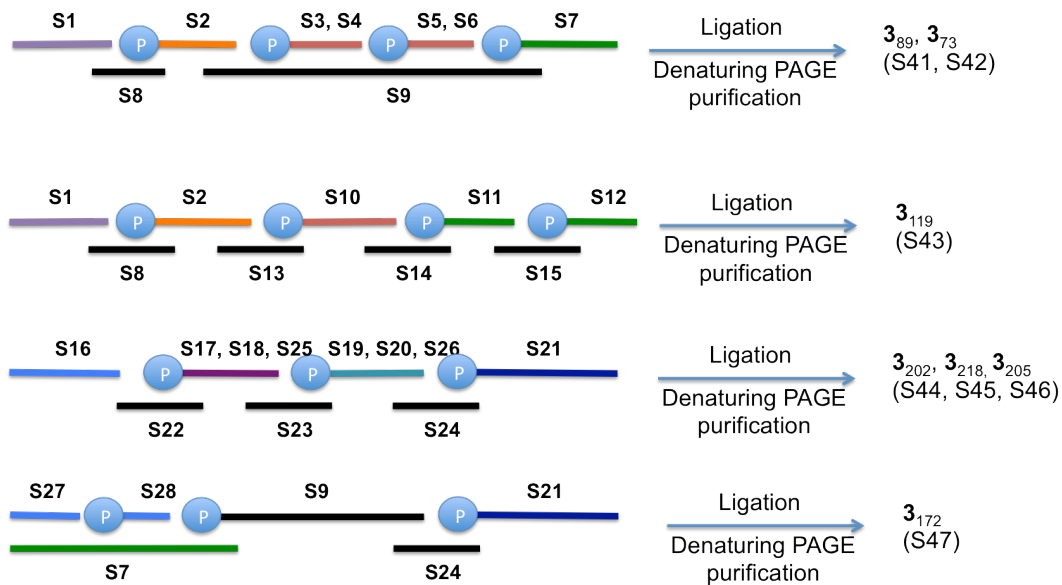 S1 S2 S3, S4 S5, S6 S7
P P P P
S8 S9
Ligation
Denaturing PAGE
purification
3₈₉, 3₇₃
(S41, S42)
S1 S2 S10 S11 S12
P P P P
S8 S13 S14 S15
Ligation
Denaturing PAGE
purification
3₁₁₉
(S43)
S16 S17, S18, S25 S19, S20, S26 S21
P P P
S22 S23 S24
Ligation
Denaturing PAGE
purification
3₂₀₂, 3₂₁₈, 3₂₀₅
(S44, S45, S46)
S27 S28 S9 S21
P P P
S7 S24
Ligation
Denaturing PAGE
purification
3₁₇₂
(S47)